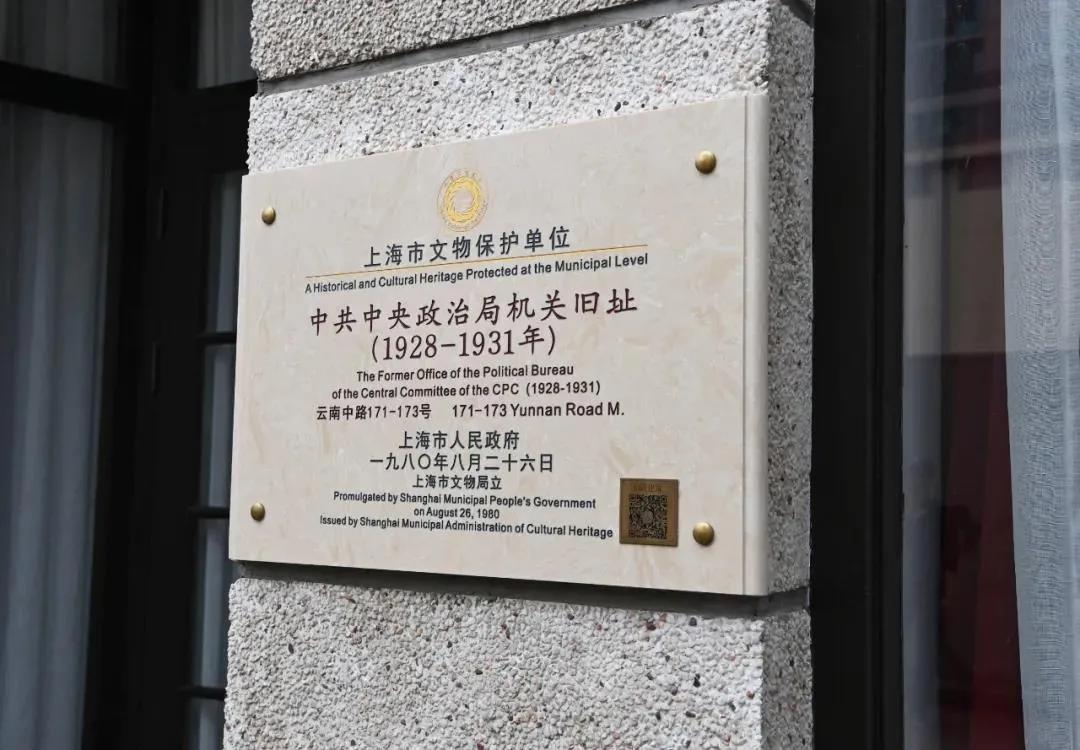 上海市文物保护单位
A Historical and Cultural Heritage Protected at the Municipal Level
中共中央政治局机关旧址
(1928-1931年)
The Former Office of the Political Bureau
of the Central Committee of the CPC (1928-1931)
云南中路171-173号 171-173 Yunnan Road M.
上海市人民政府
一九八〇年八月二十六日
上海市文物局立
Promulgated by Shanghai Municipal People's Government
on August 26, 1980
Issued by Shanghai Municipal Administration of Cultural Heritage